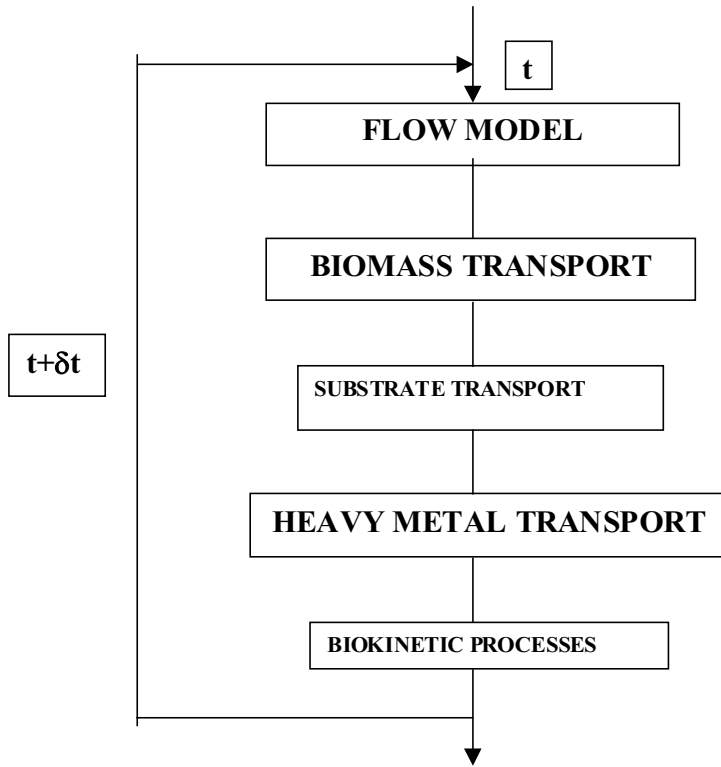 t
FLOW MODEL
BIOMASS TRANSPORT
t+δt
SUBSTRATE TRANSPORT
HEAVY METAL TRANSPORT
BIOKINETIC PROCESSES